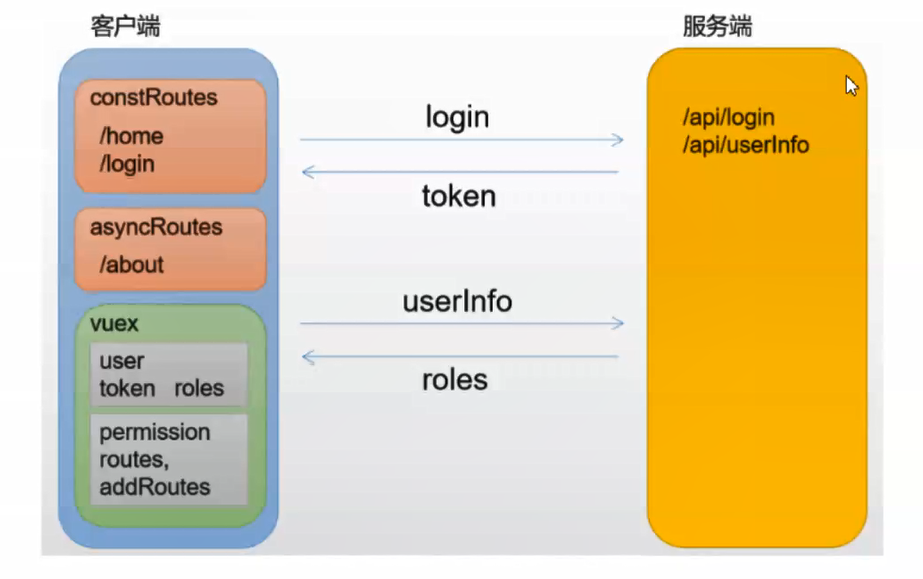 客户端
服务端
constRoutes
/home
/login
asyncRoutes
/about
vuex
user
token roles
permission
routes,
addRoutes
login
token
userInfo
roles
/api/login
/api/userInfo